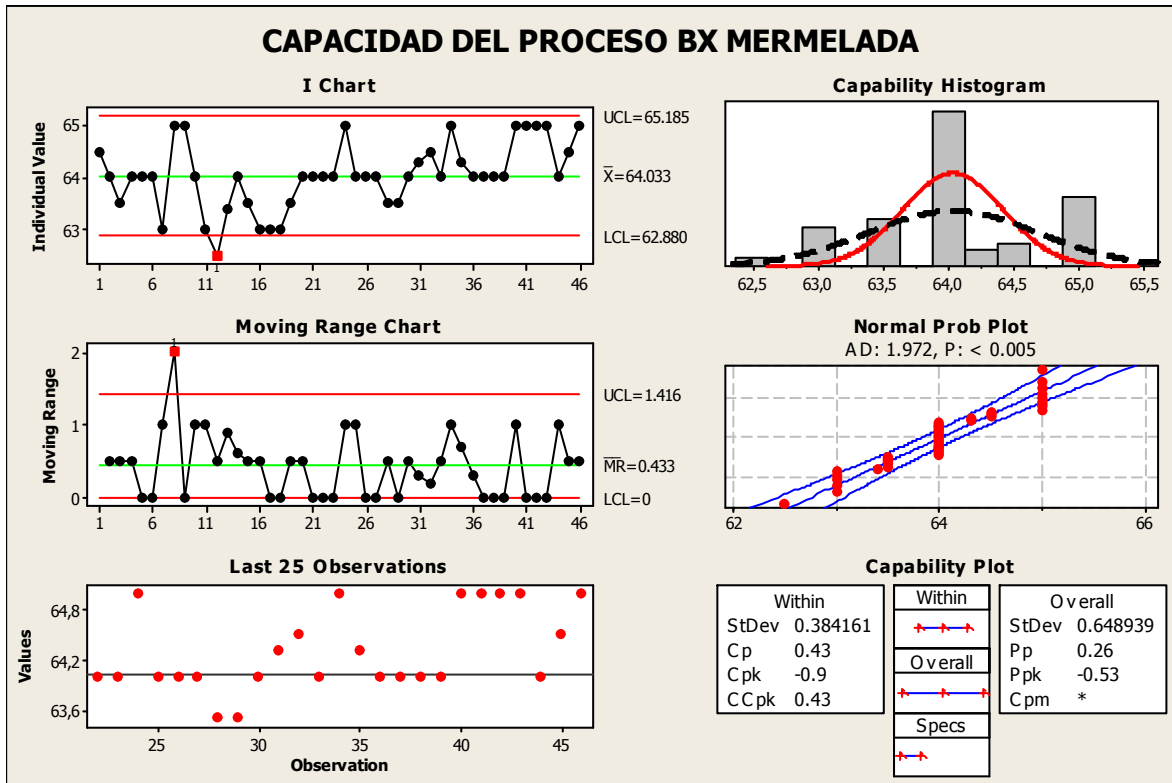 CAPACIDAD DEL PROCESO BX MERMELADA
I Chart
Individual Value
65
64
63
1 6 11 16 21 26 31 36 41 46
1
UCL=65.185
X=64.033
LCL=62.880
Capability Histogram
62,5 63,0 63,5 64,0 64,5 65,0 65,5
Moving Range Chart
Moving Range
2
1
0
1
1 6 11 16 21 26 31 36 41 46
UCL=1.416
MR=0.433
LCL=0
Normal Prob Plot
AD: 1.972, P: < 0.005
62 64 66
Last 25 Observations
Values
64,8
64,2
63,6
25 30 35 40 45
Observation
Capability Plot
Within
StDev 0.384161
Cp 0.43
Cpk -0.9
CCpk 0.43
Within
Overall
Specs
Overall
StDev 0.648939
Pp 0.26
Ppk -0.53
Cpm *